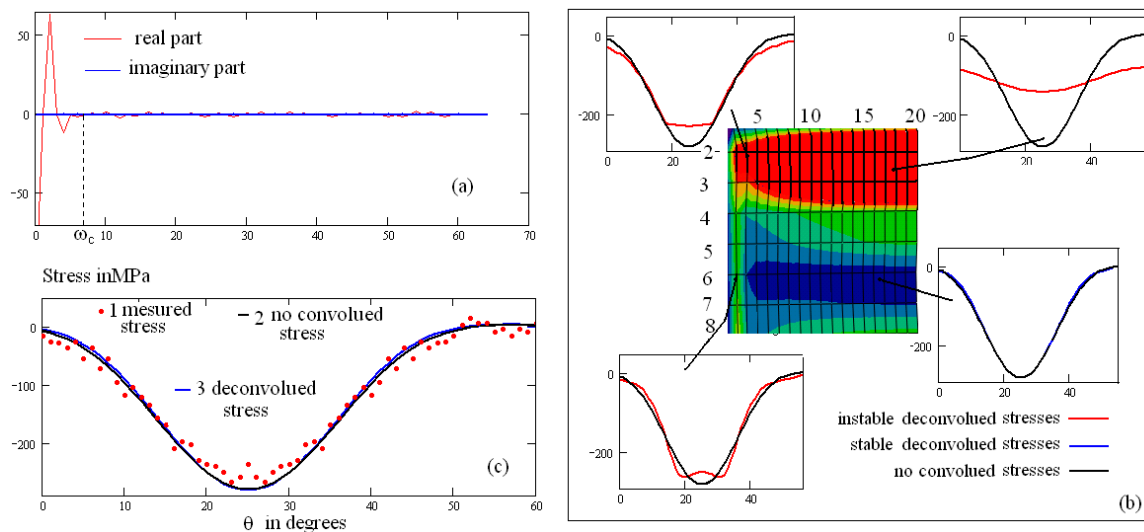 50
0
−50
real part
imaginary part
(a)
0 10 20 30 40 50 60 70
ω_c
Stress inMPa
0
−100
−200
1 mesured
stress
2 no convolued
stress
3 deconvolued
stress
(c)
0 10 20 30 40 50 60
θ in degrees
0
−200
0 20 40
0
−200
0 20 40
5 10 15 20
2
3
4
5
6
7
8
0
−200
0 20 40
0
−200
0 20 40
instable deconvolued stresses
stable deconvolued stresses
no convolued stresses
(b)